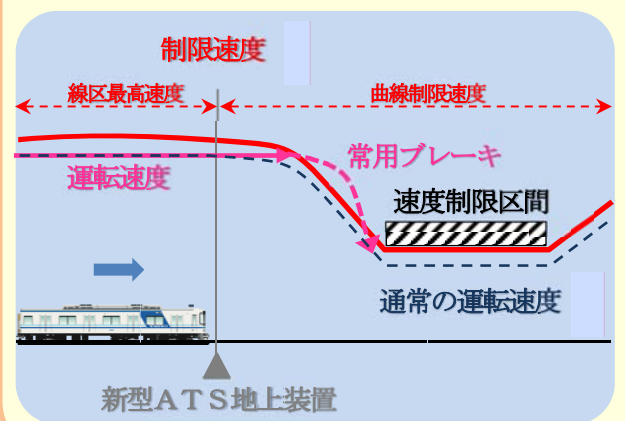 制限速度
線区最高速度
曲線制限速度
常用ブレーキ
運転速度
速度制限区間
通常の運転速度
新型ATS地上装置